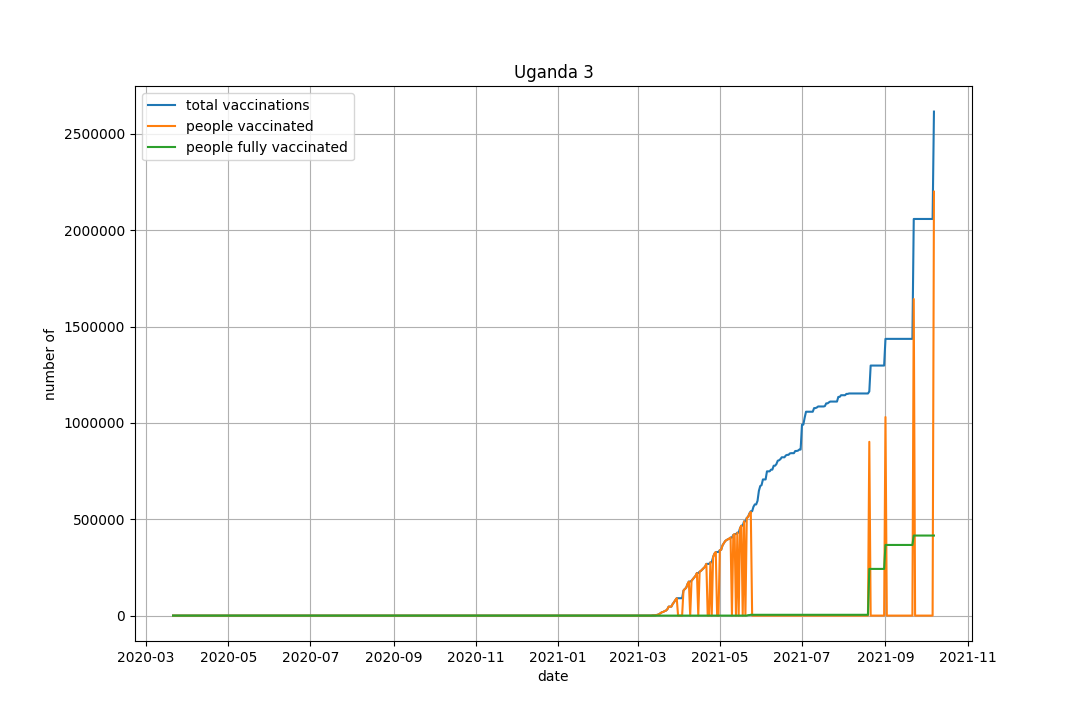 Uganda 3
total vaccinations
people vaccinated
people fully vaccinated
number of
2500000
2000000
1500000
1000000
500000
0
2020-03 2020-05 2020-07 2020-09 2020-11 2021-01 2021-03 2021-05 2021-07 2021-09 2021-11
date